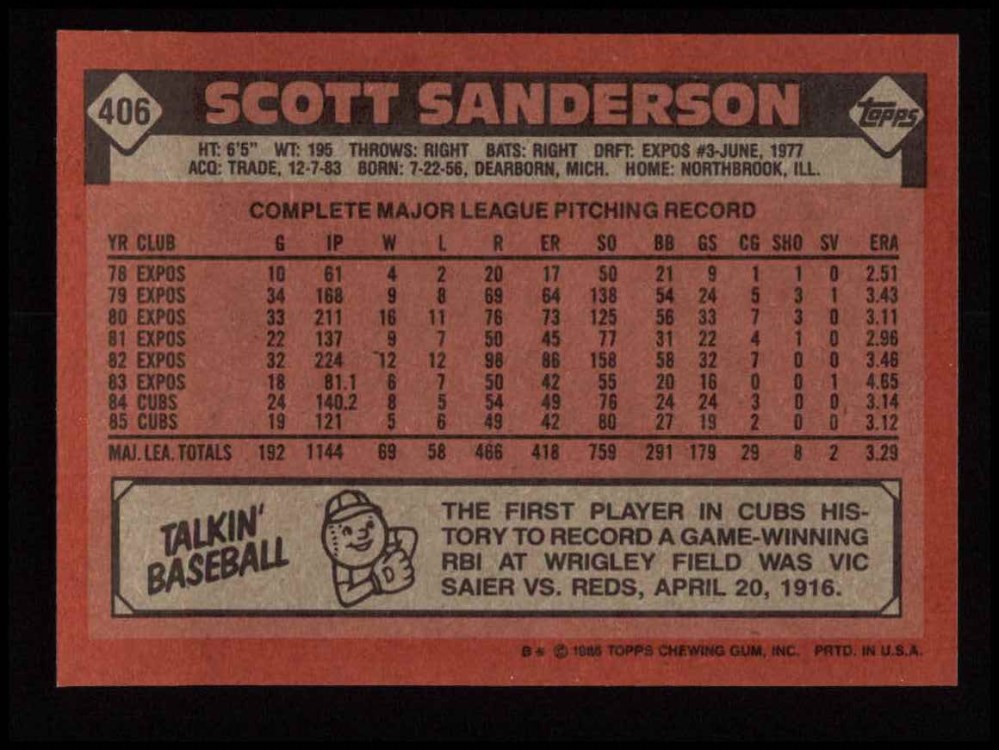 406 SCOTT SANDERSON topps
HT: 6'5" WT: 195 THROWS: RIGHT BATS: RIGHT DRFT: EXPOS #3-JUNE, 1977
ACQ: TRADE, 12-7-83 BORN: 7-22-56, DEARBORN, MICH. HOME: NORTHBROOK, ILL.
COMPLETE MAJOR LEAGUE PITCHING RECORD
YR CLUB G IP W L R ER SO BB GS CG SHO SV ERA
78 EXPOS 10 61 4 2 20 17 50 21 9 1 1 0 2.51
79 EXPOS 34 168 9 8 69 64 138 54 24 5 3 1 3.43
80 EXPOS 33 211 16 11 76 73 125 56 33 7 3 0 3.11
81 EXPOS 22 137 9 7 50 45 77 31 22 4 1 0 2.96
82 EXPOS 32 224 12 12 98 86 158 58 32 7 0 0 3.46
83 EXPOS 18 81.1 6 7 50 42 55 20 16 0 0 1 4.65
84 CUBS 24 140.2 8 5 54 49 76 24 24 3 0 0 3.14
85 CUBS 19 121 5 6 49 42 80 27 19 2 0 0 3.12
MAJ. LEA. TOTALS 192 1144 69 58 466 418 759 291 179 29 8 2 3.29
TALKIN'
BASEBALL
THE FIRST PLAYER IN CUBS HIS-
TORY TO RECORD A GAME-WINNING
RBI AT WRIGLEY FIELD WAS VIC
SAIER VS. REDS, APRIL 20, 1916.
B* © 1986 TOPPS CHEWING GUM, INC. PRTD. IN U.S.A.